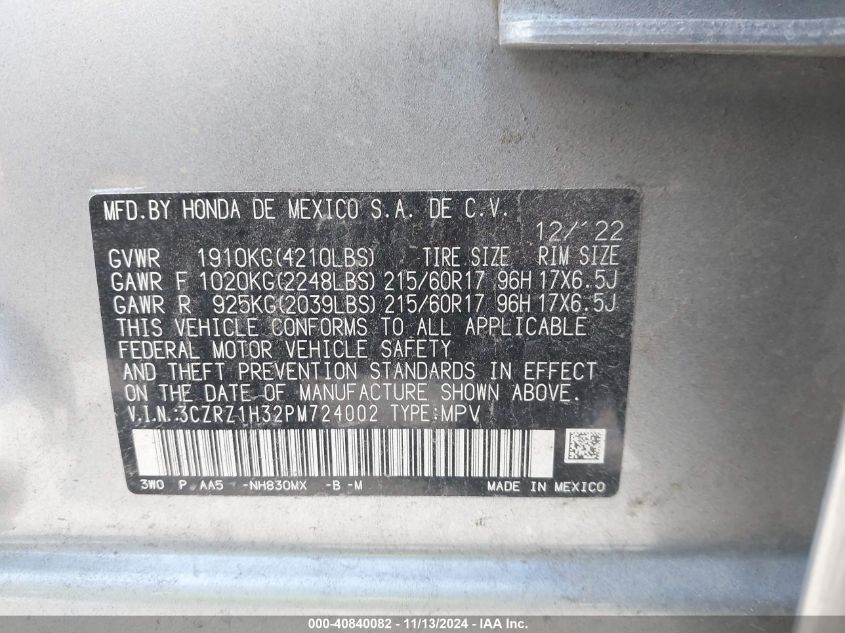 MFD.BY HONDA DE MEXICO S.A. DE C.V.
12/'22
GVWR 1910KG(4210LBS) TIRE SIZE RIM SIZE
GAWR F 1020KG(2248LBS) 215/60R17 96H 17X6.5J
GAWR R 925KG(2039LBS) 215/60R17 96H 17X6.5J
THIS VEHICLE CONFORMS TO ALL APPLICABLE
FEDERAL MOTOR VEHICLE SAFETY
AND THEFT PREVENTION STANDARDS IN EFFECT
ON THE DATE OF MANUFACTURE SHOWN ABOVE.
V.I.N.:3CZRZ1H32PM724002 TYPE:MPV
3W0 P AA5 -NH830MX -B -M MADE IN MEXICO
000-40840082 - 11/13/2024 - IAA Inc.